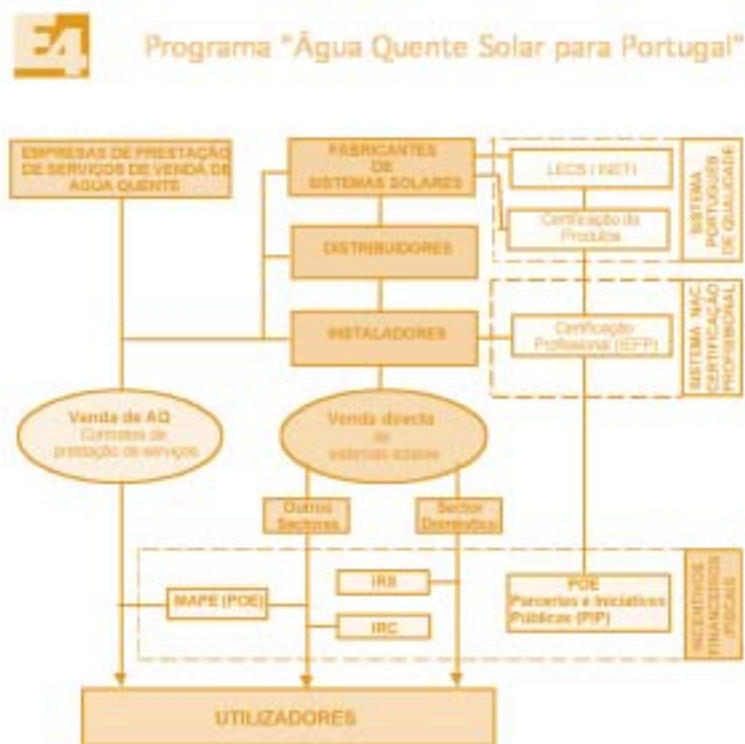 E4
Programa "Água Quente Solar para Portugal"
EMPRESAS DE PRESTAÇÃO
DE SERVIÇOS DE VENDA DE
AGUA QUENTE
FABRICANTES
DE
SISTEMAS SOLARES
LECS / INETI
Certificação de
Produtos
SISTEMA
PORTUGUES
DE QUALIDADE
DISTRIBUIDORES
INSTALADORES
Certificação
Profissional (IEFP)
SISTEMA NAC.
CERTIFICAÇÃO
PROFISSIONAL
Venda de AQ
Contratos de
prestação de serviços
Venda directa
de
sistemas solares
Outros
Sectores
Sector
Doméstico
MAPE (POE)
IRS
IRC
POE
Parcerias e Iniciativas
Públicas (PIP)
INCENTIVOS
FINANCEIROS
/FISCAIS
UTILIZADORES